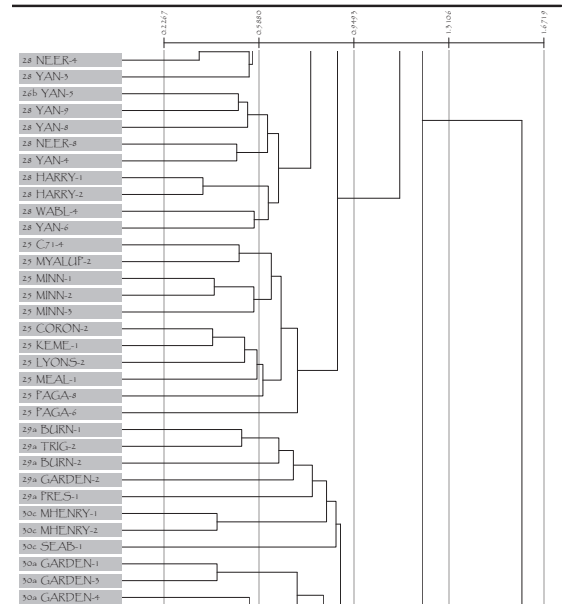 0.2267 0.5880 0.9493 1.3106 1.6719
28 NEER-4
28 YAN-3
26b YAN-5
28 YAN-9
28 YAN-8
28 NEER-8
28 YAN-4
28 HARRY-1
28 HARRY-2
28 WABL-4
28 YAN-6
25 C71-4
25 MYALUP-2
25 MINN-1
25 MINN-2
25 MINN-3
25 CORON-2
25 KEME-1
25 LYONS-2
25 MEAL-1
25 PAGA-8
25 PAGA-6
29a BURN-1
29a TRIG-2
29a BURN-2
29a GARDEN-2
29a PRES-1
30c MHENRY-1
30c MHENRY-2
30c SEAB-1
30a GARDEN-1
30a GARDEN-3
30a GARDEN-4